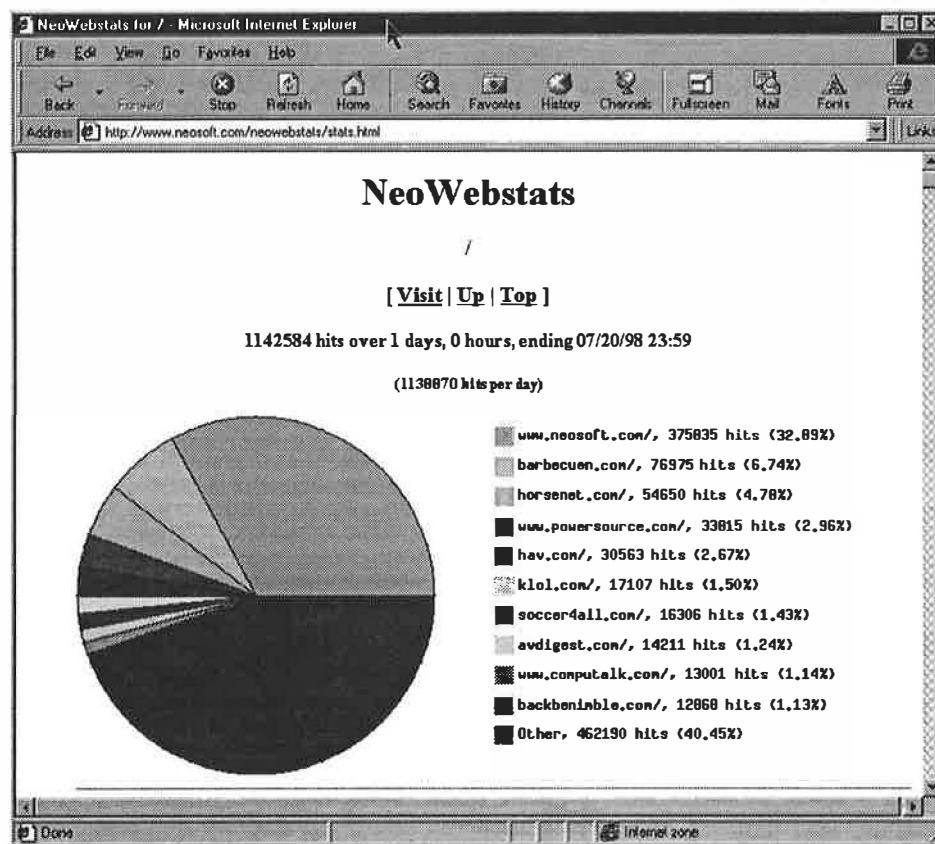 NeoWebstats for / - Microsoft Internet Explorer
File Edit View Go Favorites Help
Back Forward Stop Refresh Home Search Favorites History Channels Fullscreen Mail Fonts Print
Address http://www.neosoft.com/neowebstats/stats.html Links
NeoWebstats
/
[ Visit | Up | Top ]
1142584 hits over 1 days, 0 hours, ending 07/20/98 23:59
(1138870 hits per day)
www.neosoft.com/, 375835 hits (32.89%)
barbecuen.com/, 76975 hits (6.74%)
horsenet.com/, 54650 hits (4.78%)
www.powersource.com/, 33815 hits (2.96%)
hav.com/, 30563 hits (2.67%)
klol.com/, 17107 hits (1.50%)
soccer4all.com/, 16306 hits (1.43%)
avdigest.com/, 14211 hits (1.24%)
www.computalk.com/, 13001 hits (1.14%)
backbenimble.com/, 12868 hits (1.13%)
Other, 462190 hits (40.45%)
Done Internet zone